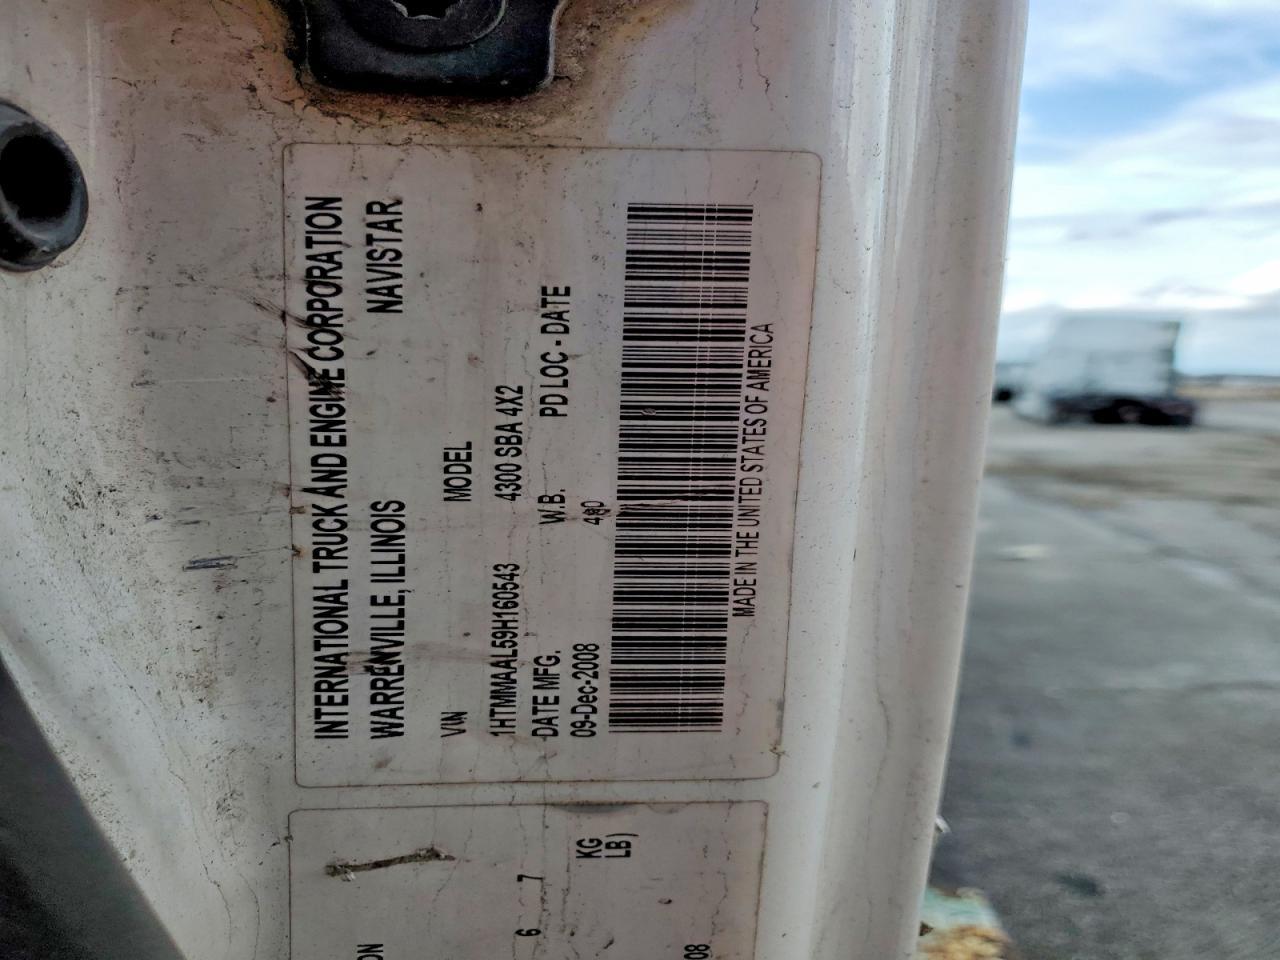 INTERNATIONAL TRUCK AND ENGINE CORPORATION
WARRENVILLE, ILLINOIS NAVISTAR
VIN MODEL
1HTMMAAL59H160543 4300 SBA 4X2
DATE MFG. W.B. PD LOC - DATE
09-Dec-2008
MADE IN THE UNITED STATES OF AMERICA
6 7
KG
LB)
08